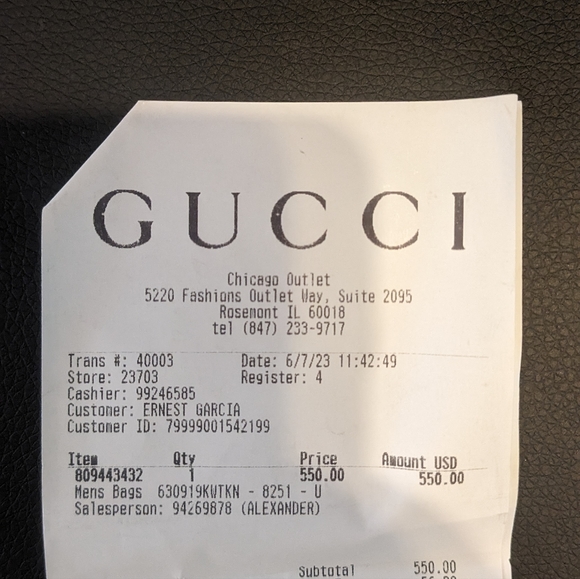 GUCCI
Chicago Outlet
5220 Fashions Outlet Way, Suite 2095
Rosemont IL 60018
tel (847) 233-9717
Trans #: 40003 Date: 6/7/23 11:42:49
Store: 23703 Register: 4
Cashier: 99246585
Customer: ERNEST GARCIA
Customer ID: 79999001542199
Item Qty Price Amount USD
809443432 1 550.00 550.00
Mens Bags 630919KWTKN - 8251 - U
Salesperson: 94269878 (ALEXANDER)
Subtotal 550.00